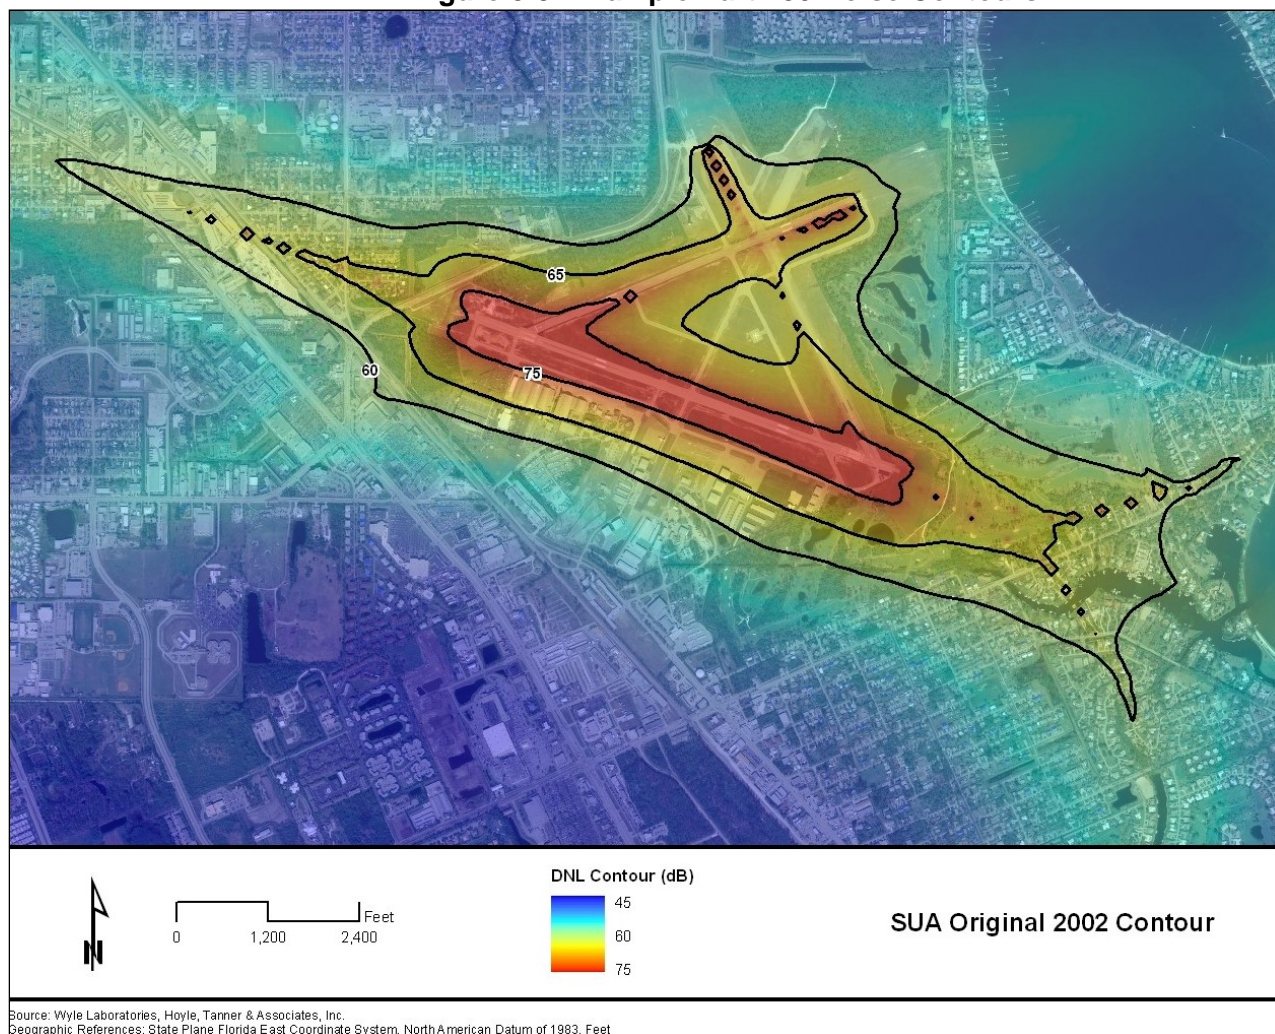 65
60
75
DNL Contour (dB)
45
60
75
Feet
0 1,200 2,400
N
SUA Original 2002 Contour
Source: Wyle Laboratories, Hoyle, Tanner & Associates, Inc.
Geographic References: State Plane Florida East Coordinate System, North American Datum of 1983, Feet